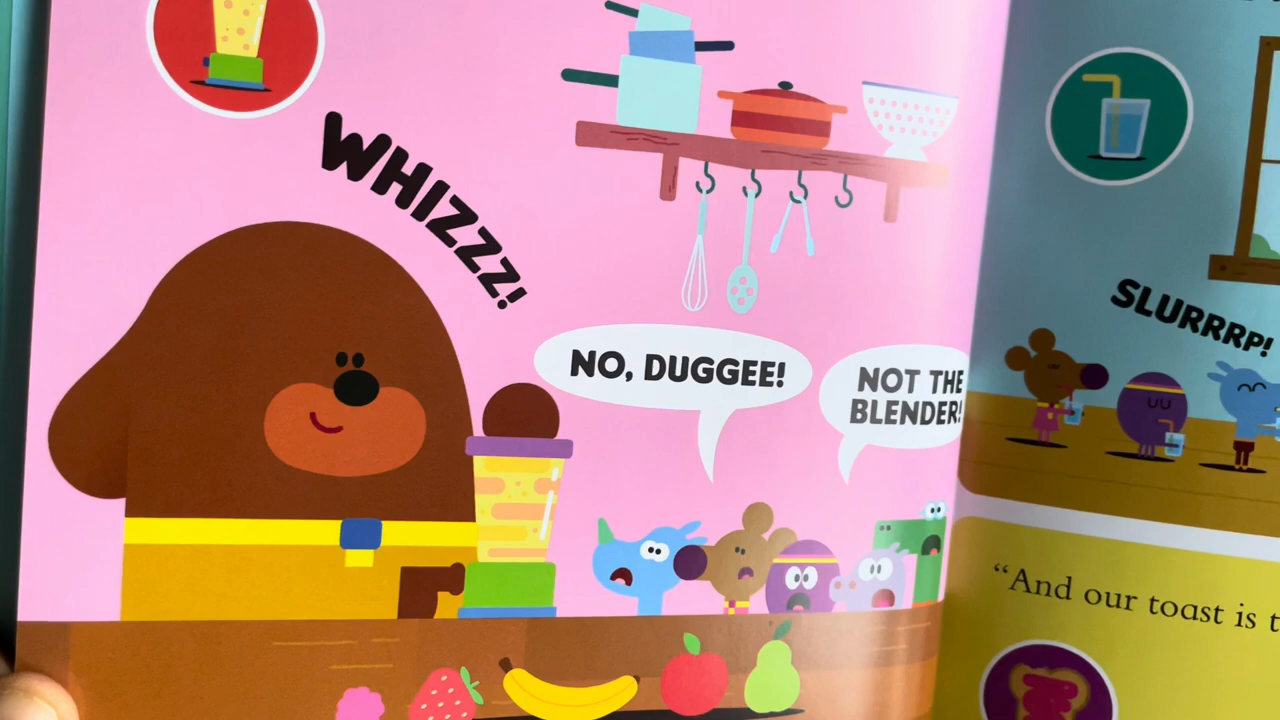 WHIZZZ!
NO, DUGGEE!
NOT THE
BLENDER!
SLURRRP!
“And our toast is